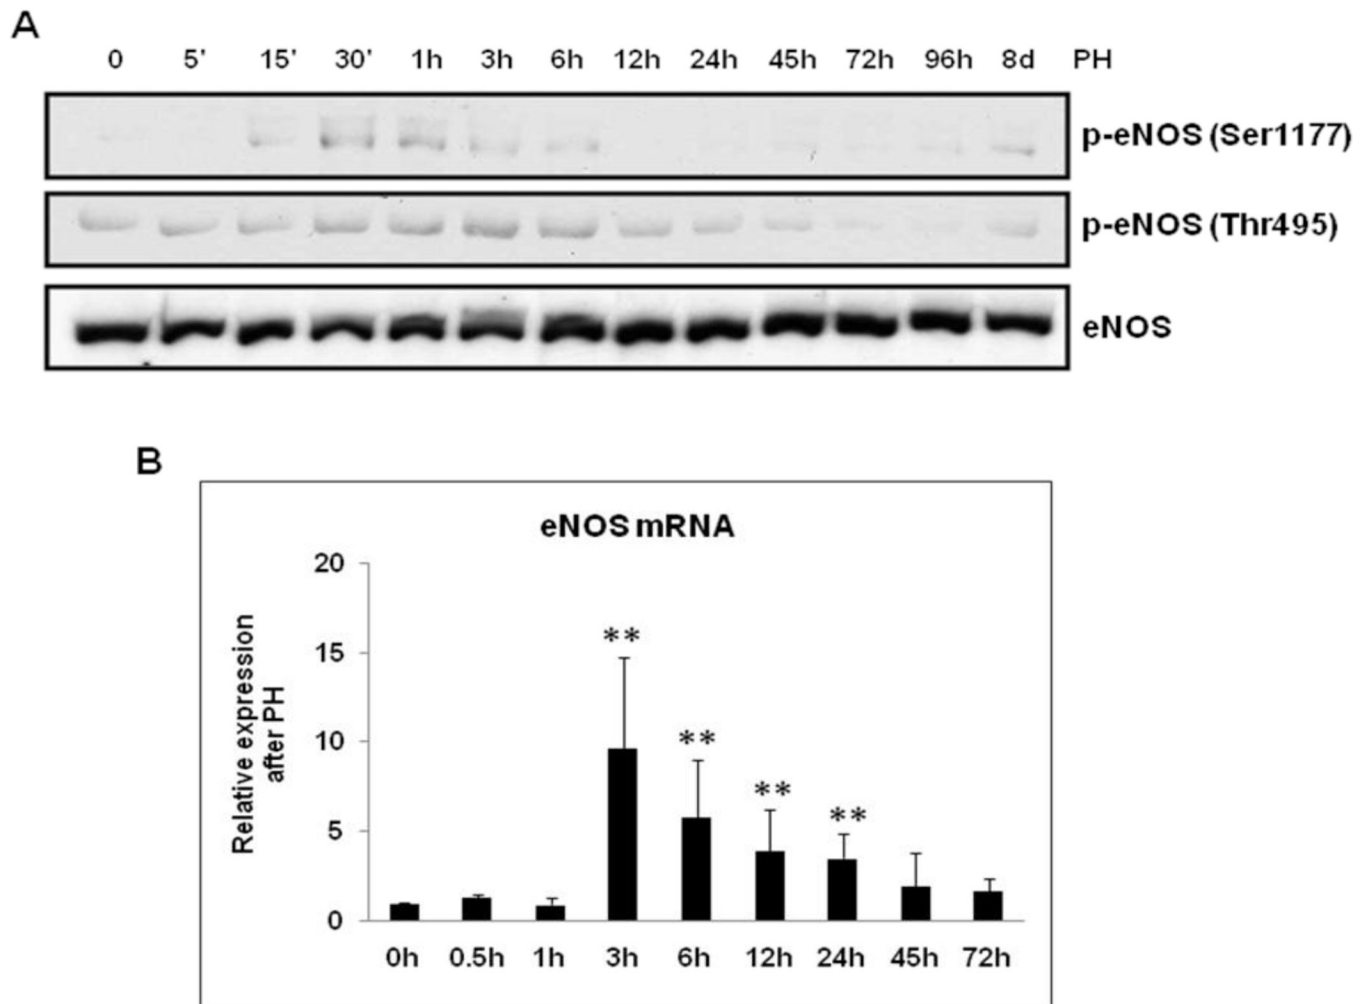 A
0 5' 15' 30' 1h 3h 6h 12h 24h 45h 72h 96h 8d PH
p-eNOS (Ser1177)
p-eNOS (Thr495)
eNOS
B
eNOS mRNA
Relative expression
after PH
20
15
10
5
0
**
**
**
**
0h 0.5h 1h 3h 6h 12h 24h 45h 72h